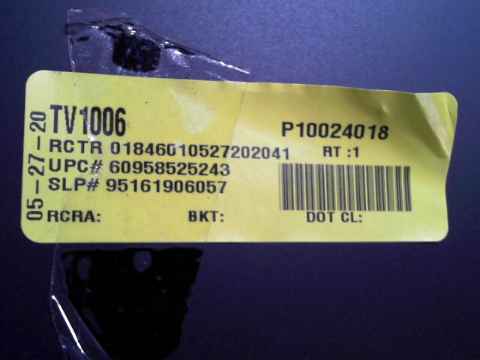 05-27-20
TV1006
P10024018
RCTR 01846010527202041 RT :1
UPC# 60958525243
SLP# 95161906057
RCRA: BKT: DOT CL: